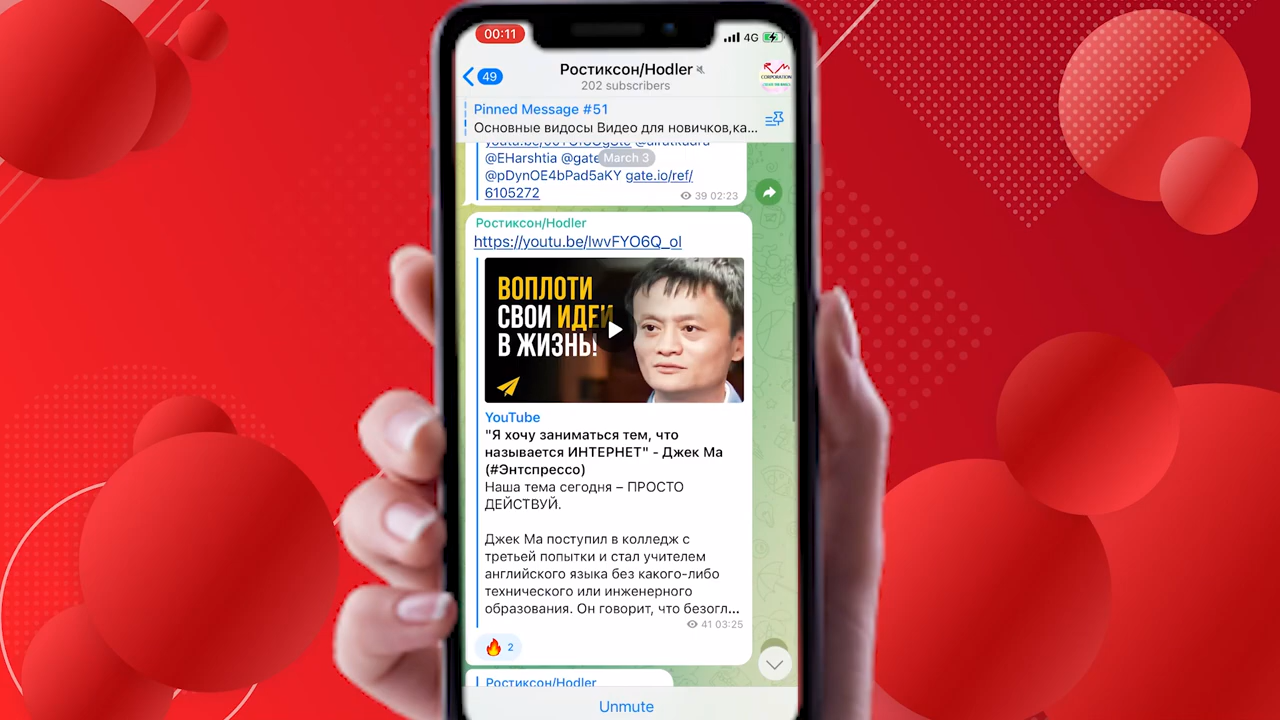 00:11
4G
49
Ростиксон/Hodler
202 subscribers
CORPORATION
Pinned Message #51
Основные видосы Видео для новичков,ка...
March 3
@EHarshtia @gate
@pDynOE4bPad5aKY gate.io/ref/
6105272
39 02:23
Ростиксон/Hodler
https://youtu.be/lwvFYO6Q_oI
ВОПЛОТИ
СВОИ ИДЕИ
В ЖИЗНЬ!
YouTube
"Я хочу заниматься тем, что
называется ИНТЕРНЕТ" - Джек Ма
(#Энтспрессо)
Наша тема сегодня – ПРОСТО
ДЕЙСТВУЙ.
Джек Ма поступил в колледж с
третьей попытки и стал учителем
английского языка без какого-либо
технического или инженерного
образования. Он говорит, что безогл...
41 03:25
2
Ростиксон/Hodler
Unmute